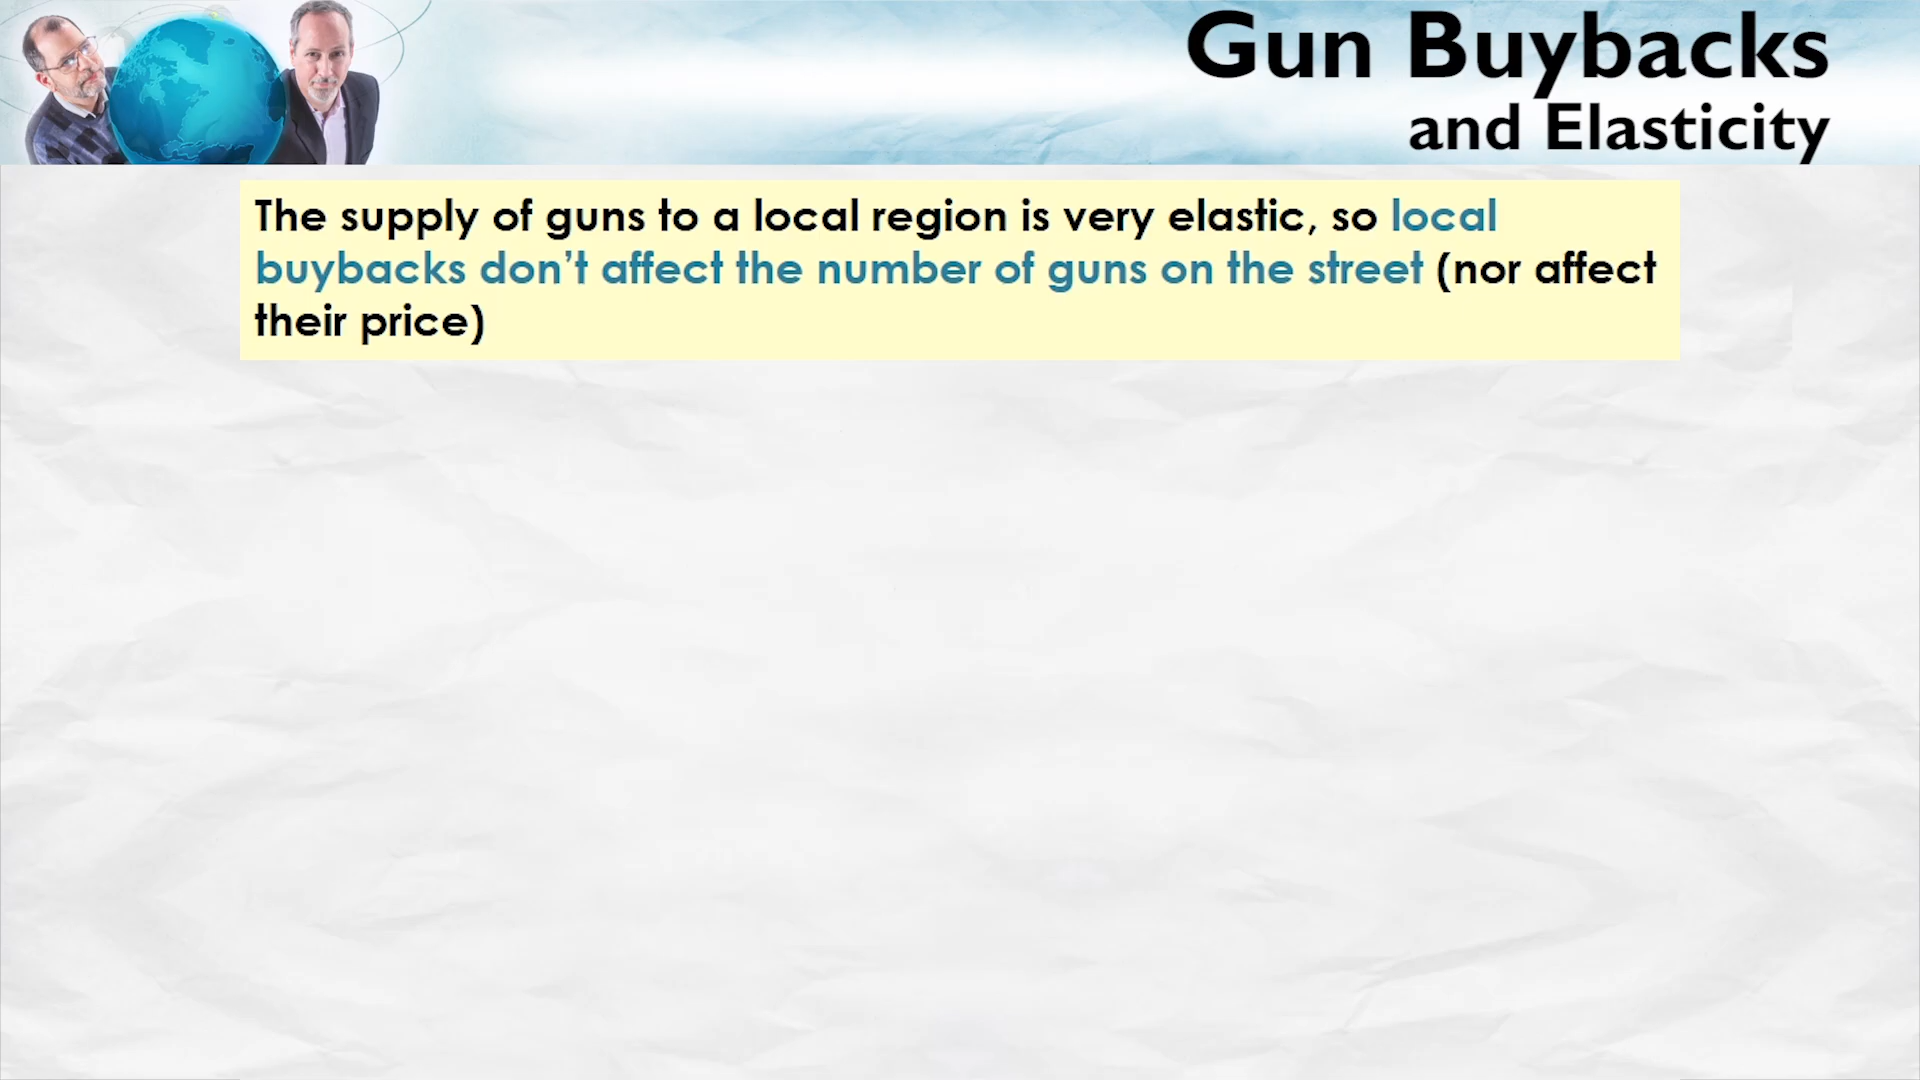 Gun Buybacks
and Elasticity
The supply of guns to a local region is very elastic, so local
buybacks don’t affect the number of guns on the street (nor affect
their price)